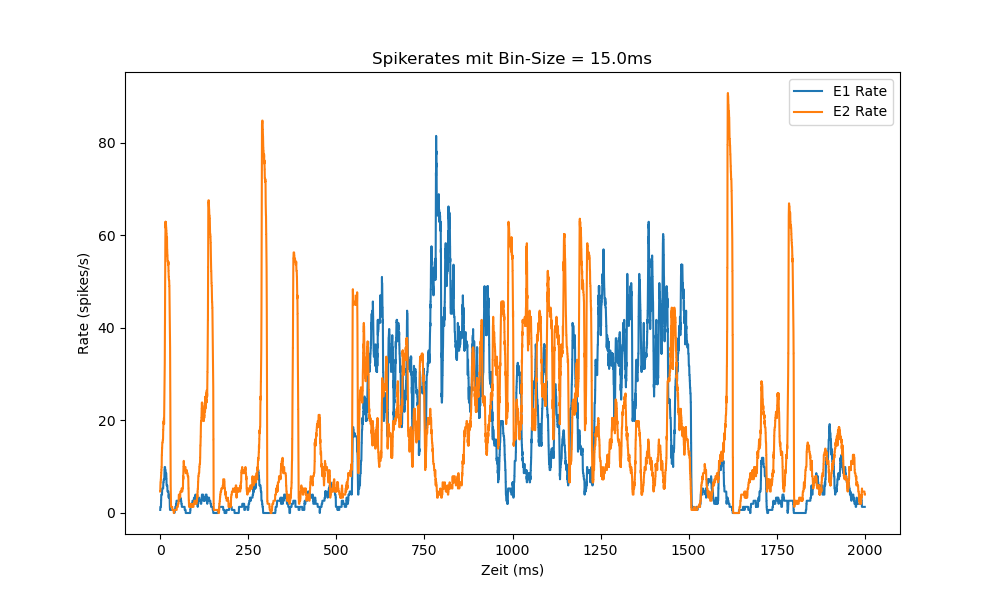 Spikerates mit Bin-Size = 15.0ms
E1 Rate
E2 Rate
80
60
40
20
0
Rate (spikes/s)
0 250 500 750 1000 1250 1500 1750 2000
Zeit (ms)